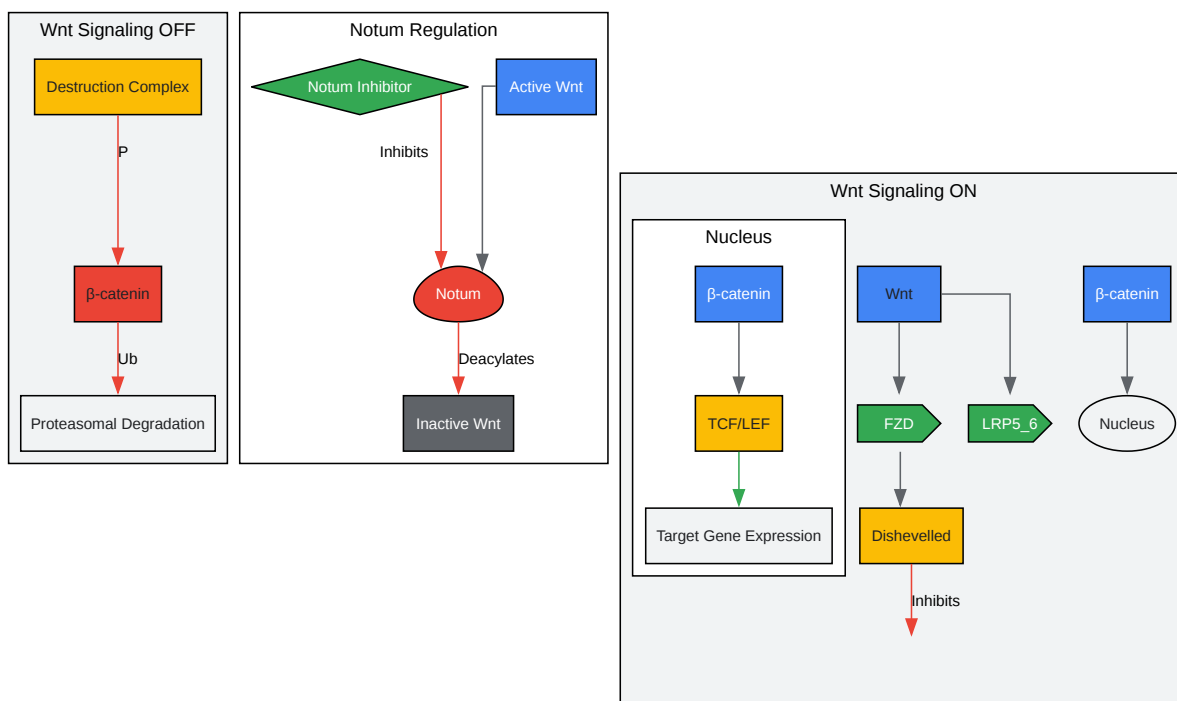 Wnt Signaling OFF
Destruction Complex
P
β-catenin
Ub
Proteasomal Degradation
Notum Regulation
Notum Inhibitor
Active Wnt
Inhibits
Notum
Deacylates
Inactive Wnt
Wnt Signaling ON
Nucleus
β-catenin
TCF/LEF
Target Gene Expression
Wnt
FZD
LRP5_6
Dishevelled
Inhibits
β-catenin
Nucleus